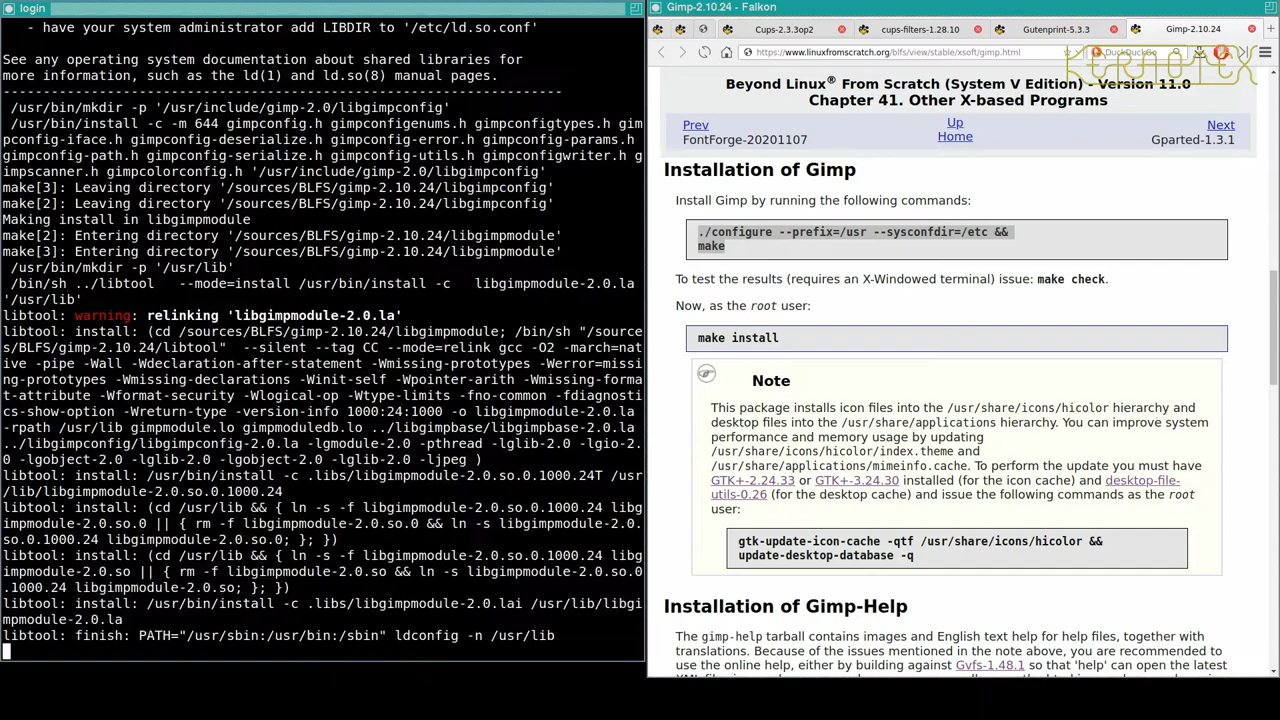 login
- have your system administrator add LIBDIR to '/etc/ld.so.conf'
See any operating system documentation about shared libraries for
more information, such as the ld(1) and ld.so(8) manual pages.
----------------------------------------------------------------------
/usr/bin/mkdir -p '/usr/include/gimp-2.0/libgimpconfig'
/usr/bin/install -c -m 644 gimpconfig.h gimpconfigenums.h gimpconfigtypes.h gim
pconfig-iface.h gimpconfig-deserialize.h gimpconfig-error.h gimpconfig-params.h
gimpconfig-path.h gimpconfig-serialize.h gimpconfig-utils.h gimpconfigwriter.h g
impscanner.h gimpcolorconfig.h '/usr/include/gimp-2.0/libgimpconfig'
make[3]: Leaving directory '/sources/BLFS/gimp-2.10.24/libgimpconfig'
make[2]: Leaving directory '/sources/BLFS/gimp-2.10.24/libgimpconfig'
Making install in libgimpmodule
make[2]: Entering directory '/sources/BLFS/gimp-2.10.24/libgimpmodule'
make[3]: Entering directory '/sources/BLFS/gimp-2.10.24/libgimpmodule'
/usr/bin/mkdir -p '/usr/lib'
/bin/sh ../libtool   --mode=install /usr/bin/install -c   libgimpmodule-2.0.la
'/usr/lib'
libtool: warning: relinking 'libgimpmodule-2.0.la'
libtool: install: (cd /sources/BLFS/gimp-2.10.24/libgimpmodule; /bin/sh "/source
s/BLFS/gimp-2.10.24/libtool"  --silent --tag CC --mode=relink gcc -O2 -march=nat
ive -pipe -Wall -Wdeclaration-after-statement -Wmissing-prototypes -Werror=missi
ng-prototypes -Wmissing-declarations -Winit-self -Wpointer-arith -Wmissing-forma
t-attribute -Wformat-security -Wlogical-op -Wtype-limits -fno-common -fdiagnosti
cs-show-option -Wreturn-type -version-info 1000:24:1000 -o libgimpmodule-2.0.la
-rpath /usr/lib gimpmodule.lo gimpmoduledb.lo ../libgimpbase/libgimpbase-2.0.la
../libgimpconfig/libgimpconfig-2.0.la -lgmodule-2.0 -pthread -lglib-2.0 -lgio-2.
0 -lgobject-2.0 -lglib-2.0 -lgobject-2.0 -lglib-2.0 -ljpeg )
libtool: install: /usr/bin/install -c .libs/libgimpmodule-2.0.so.0.1000.24T /usr
/lib/libgimpmodule-2.0.so.0.1000.24
libtool: install: (cd /usr/lib && { ln -s -f libgimpmodule-2.0.so.0.1000.24 libg
impmodule-2.0.so.0 || { rm -f libgimpmodule-2.0.so.0 && ln -s libgimpmodule-2.0.
so.0.1000.24 libgimpmodule-2.0.so.0; }; })
libtool: install: (cd /usr/lib && { ln -s -f libgimpmodule-2.0.so.0.1000.24 libg
impmodule-2.0.so || { rm -f libgimpmodule-2.0.so && ln -s libgimpmodule-2.0.so.0
.1000.24 libgimpmodule-2.0.so; }; })
libtool: install: /usr/bin/install -c .libs/libgimpmodule-2.0.lai /usr/lib/libgi
mpmodule-2.0.la
libtool: finish: PATH="/usr/sbin:/usr/bin:/sbin" ldconfig -n /usr/lib
Gimp-2.10.24 - Falkon
Cups-2.3.3op2
cups-filters-1.28.10
Gutenprint-5.3.3
Gimp-2.10.24
https://www.linuxfromscratch.org/blfs/view/stable/xsoft/gimp.html
DuckDuckGo
KERNOTEX
Beyond Linux® From Scratch (System V Edition) - Version 11.0
Chapter 41. Other X-based Programs
Prev
Up
Next
FontForge-20201107
Home
Gparted-1.3.1
Installation of Gimp
Install Gimp by running the following commands:
./configure --prefix=/usr --sysconfdir=/etc &&
make
To test the results (requires an X-Windowed terminal) issue: make check.
Now, as the root user:
make install
Note
This package installs icon files into the /usr/share/icons/hicolor hierarchy and
desktop files into the /usr/share/applications hierarchy. You can improve system
performance and memory usage by updating
/usr/share/icons/hicolor/index.theme and
/usr/share/applications/mimeinfo.cache. To perform the update you must have
GTK+-2.24.33 or GTK+-3.24.30 installed (for the icon cache) and desktop-file-
utils-0.26 (for the desktop cache) and issue the following commands as the root
user:
gtk-update-icon-cache -qtf /usr/share/icons/hicolor &&
update-desktop-database -q
Installation of Gimp-Help
The gimp-help tarball contains images and English text help for help files, together with
translations. Because of the issues mentioned in the note above, you are recommended to
use the online help, either by building against Gvfs-1.48.1 so that 'help' can open the latest